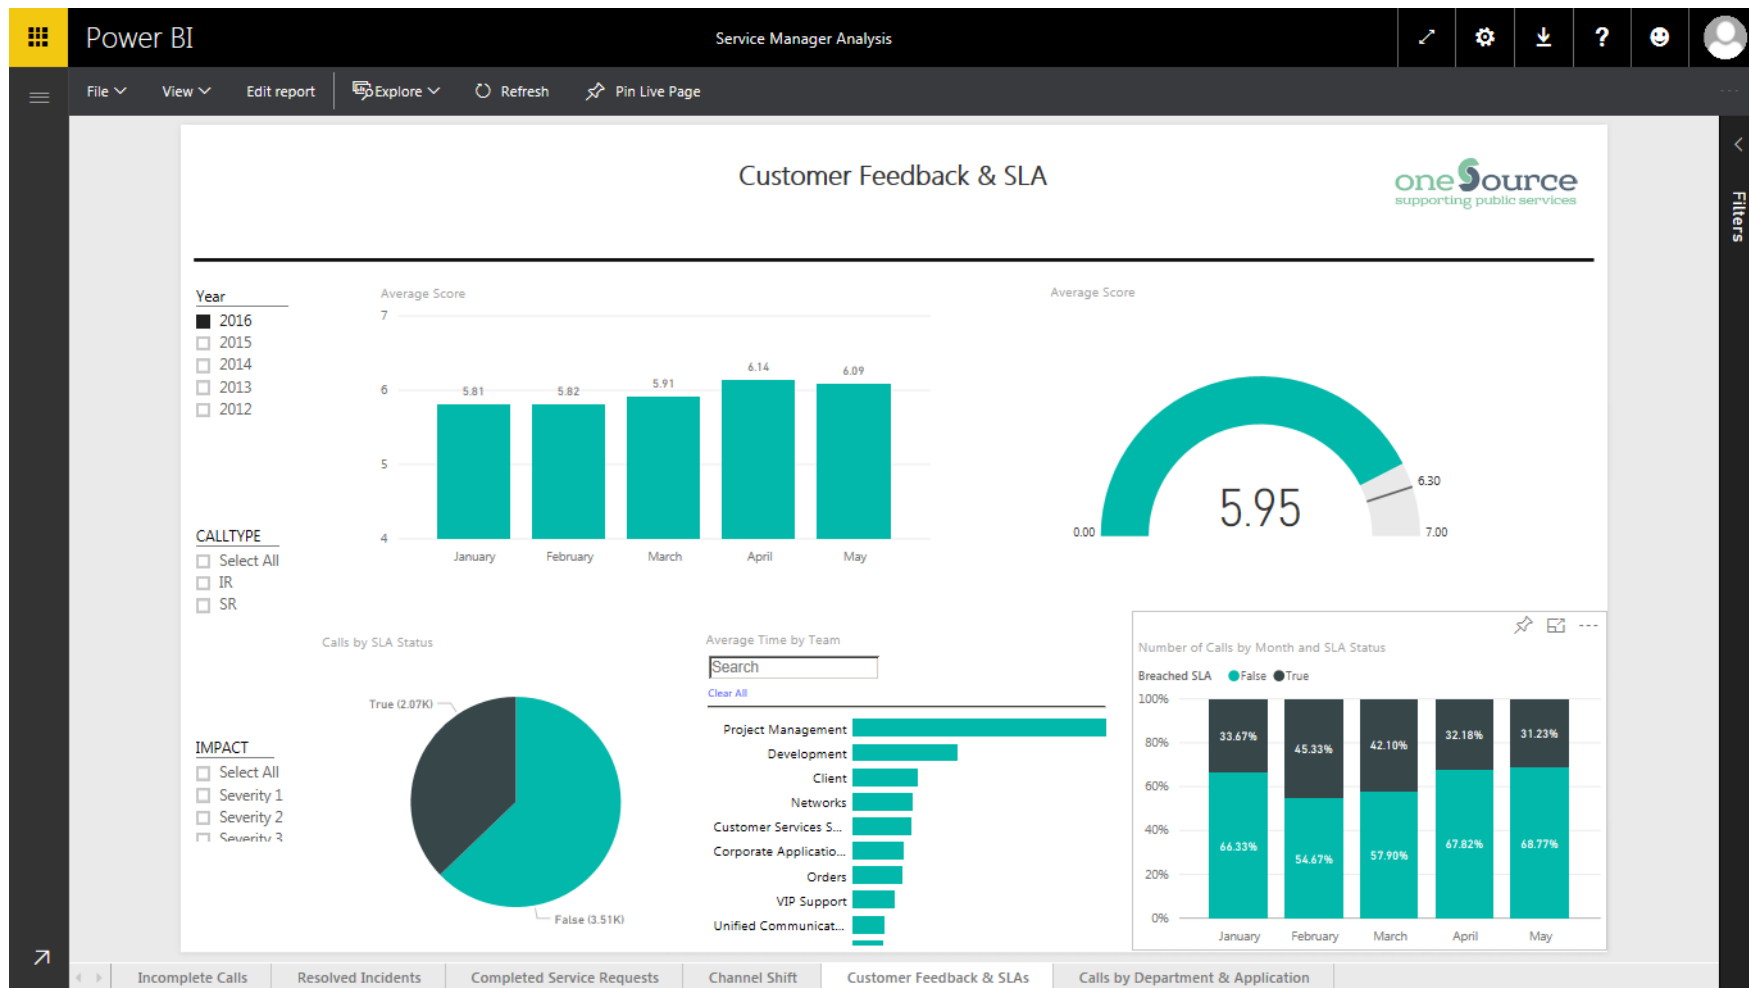 Power BI
Service Manager Analysis
?
File
View
Edit report
Explore
Refresh
Pin Live Page
Filters
Customer Feedback & SLA
oneSource
supporting public services
Year
2016
2015
2014
2013
2012
CALLTYPE
Select All
IR
SR
IMPACT
Select All
Severity 1
Severity 2
Severity 3
Average Score
7
6
5
4
5.81
5.82
5.91
6.14
6.09
January
February
March
April
May
Average Score
5.95
0.00
6.30
7.00
Calls by SLA Status
True (2.07K)
False (3.51K)
Average Time by Team
Search
Clear All
Project Management
Development
Client
Networks
Customer Services S...
Corporate Applicatio...
Orders
VIP Support
Unified Communicat...
Number of Calls by Month and SLA Status
Breached SLA False True
100%
80%
60%
40%
20%
0%
33.67%
45.33%
42.10%
32.18%
31.23%
66.33%
54.67%
57.90%
67.82%
68.77%
January
February
March
April
May
Incomplete Calls
Resolved Incidents
Completed Service Requests
Channel Shift
Customer Feedback & SLAs
Calls by Department & Application